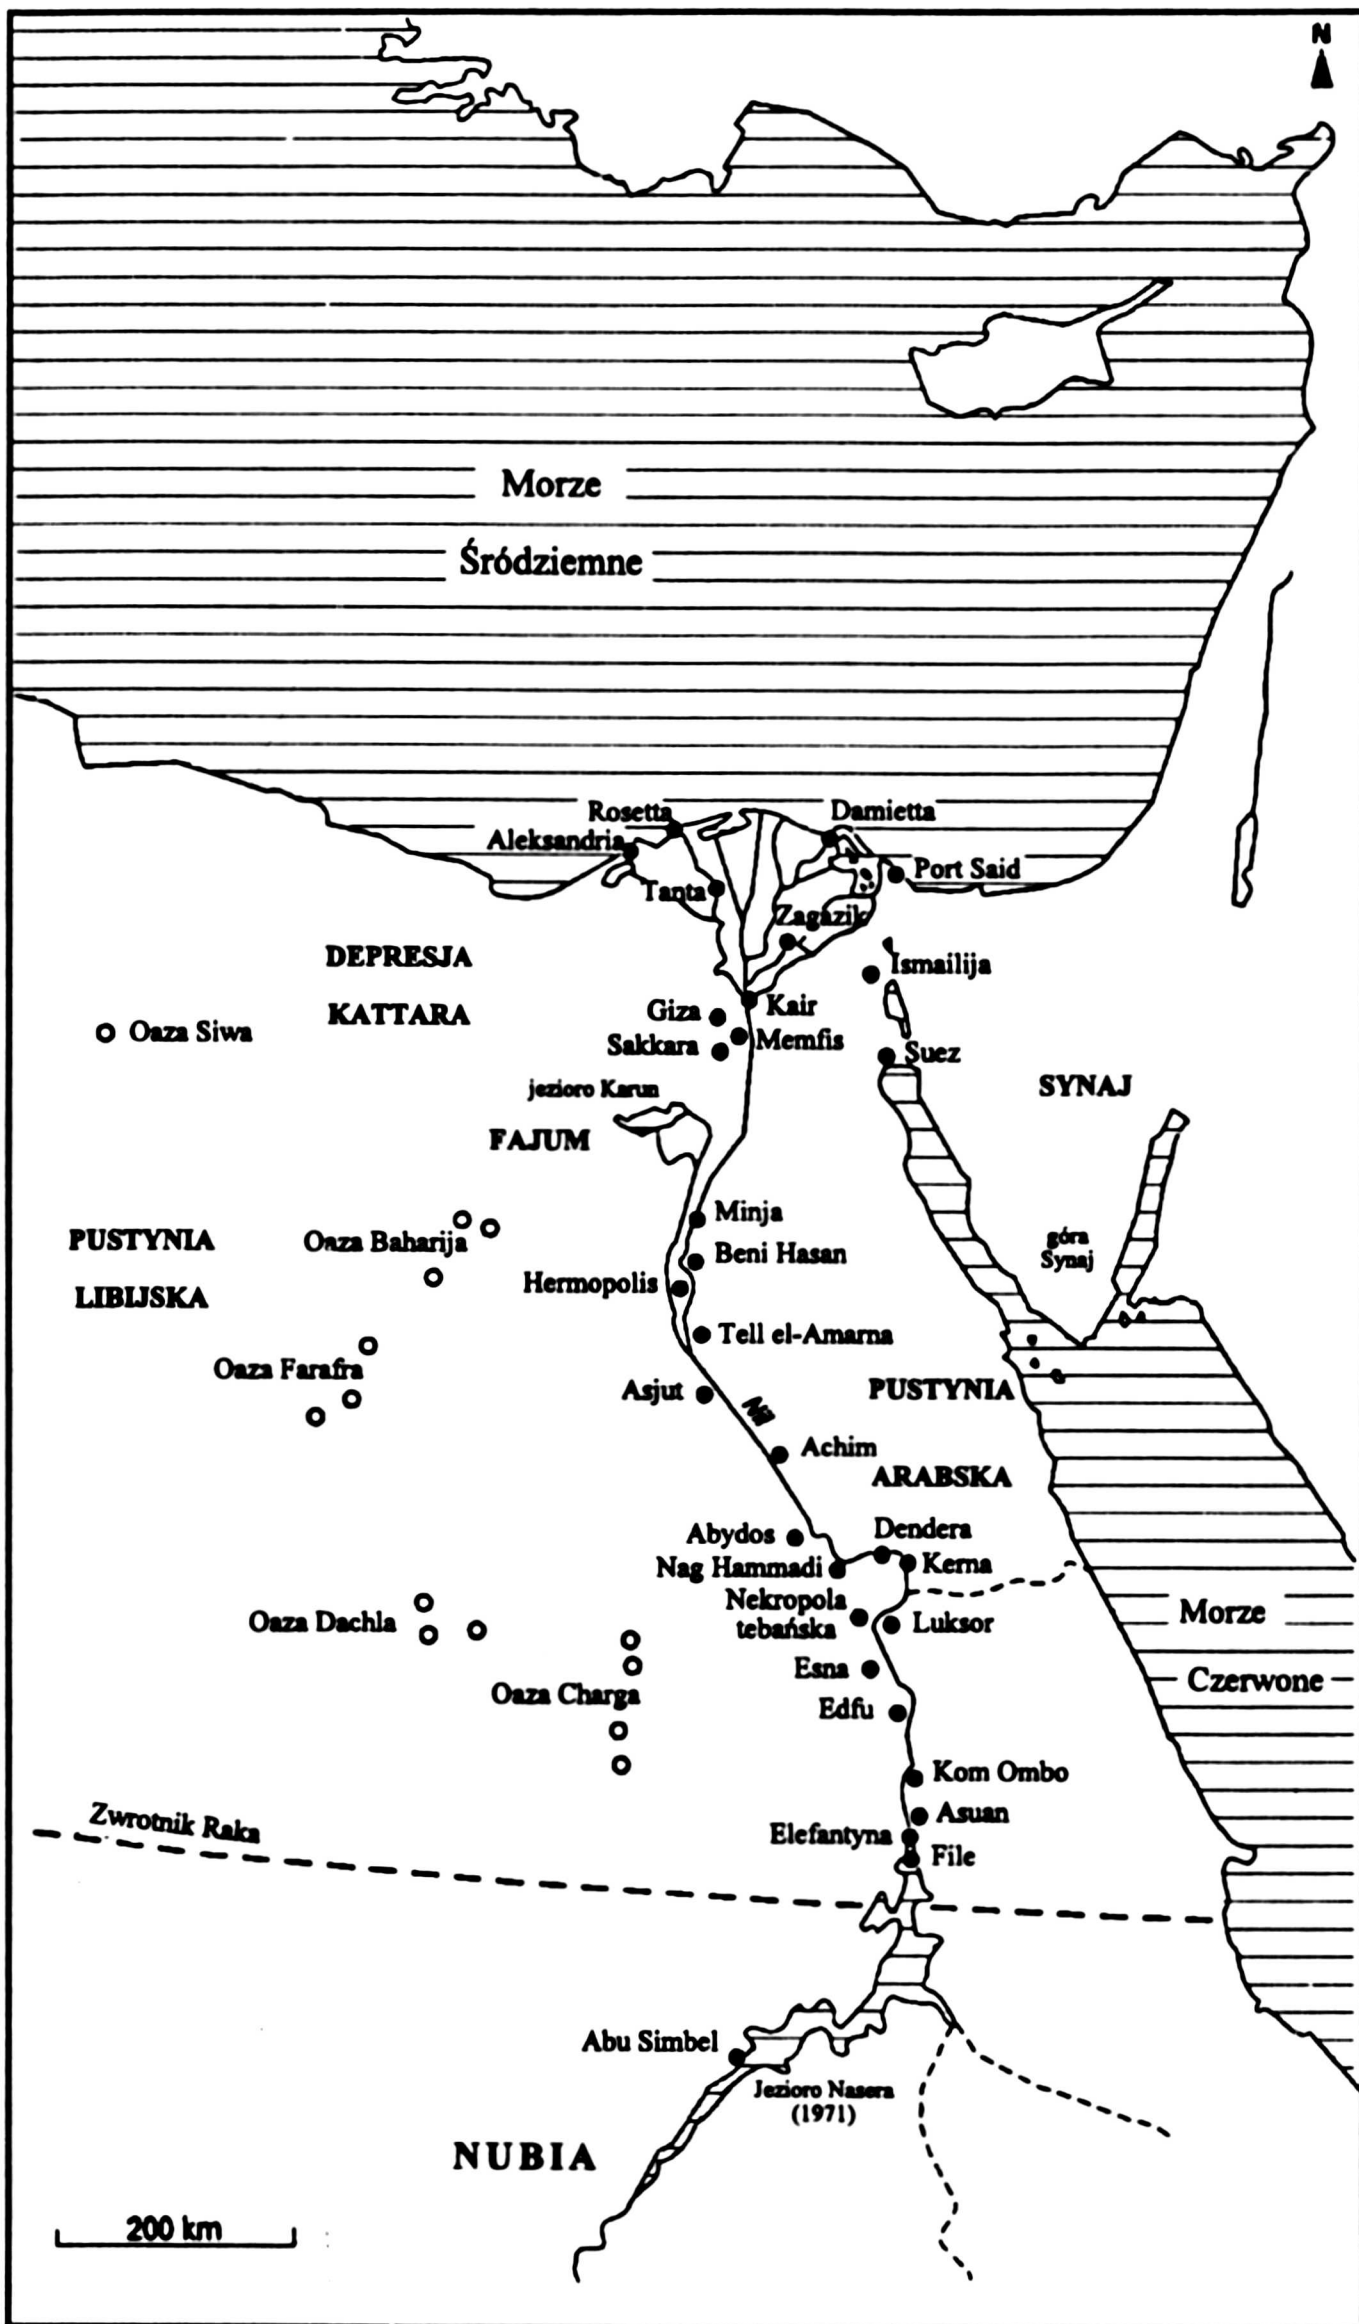 N
Morze
Śródziemne
Rosetta
Damietta
Aleksandria
Port Said
Tanta
Zagazik
DEPRESJA
KATTARA
Ismailija
Kair
Giza
Oaza Siwa
Memfis
Sakkara
Suez
SYNAJ
jezioro Karun
FAJUM
Minja
PUSTYNIA
LIBIJSKA
Oaza Baharija
góra
Synaj
Beni Hasan
Hermopolis
Tell el-Amarna
Oaza Farafra
Asjut
Nil
PUSTYNIA
ARABSKA
Achim
Abydos
Dendera
Nag Hammadi
Kerna
Nekropola
tebańska
Luksor
Morze
Czerwone
Oaza Dachla
Esna
Oaza Charga
Edfu
Kom Ombo
Zwrotnik Raka
Asuan
Elefantyna
File
Abu Simbel
Jezioro Nasera
(1971)
NUBIA
200 km